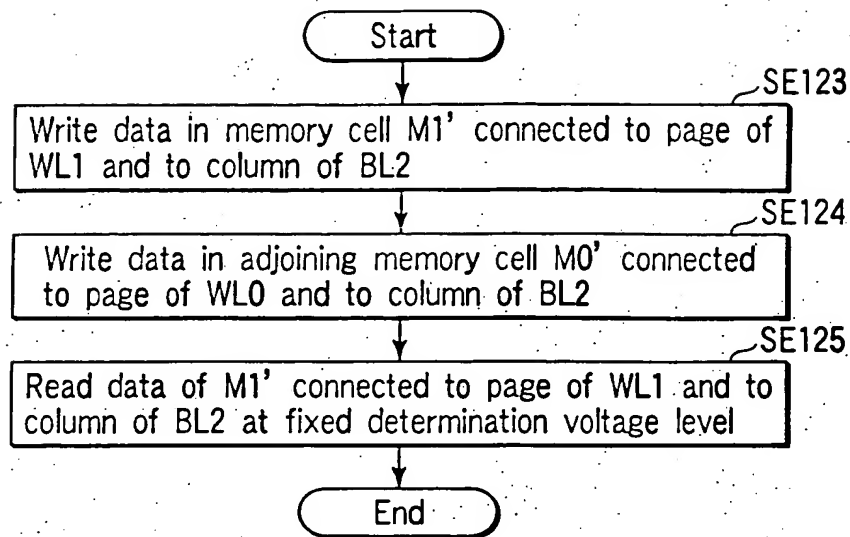 Start
SE123
Write data in memory cell M1' connected to page of
WL1 and to column of BL2
SE124
Write data in adjoining memory cell M0' connected
to page of WL0 and to column of BL2
SE125
Read data of M1' connected to page of WL1 and to
column of BL2 at fixed determination voltage level
End